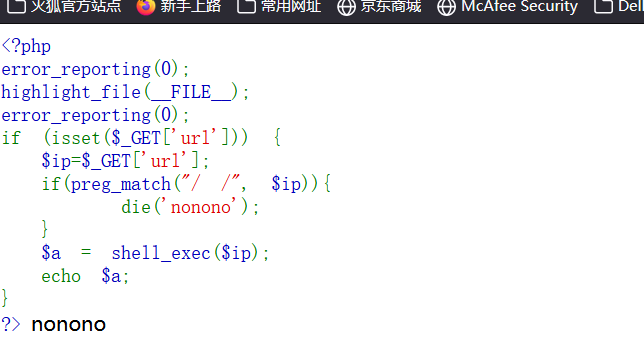 火狐官方站点 新手上路 常用网址 京东商城 McAfee Security Dell
<?php
error_reporting(0);
highlight_file(__FILE__);
error_reporting(0);
if  (isset($_GET['url']))  {
    $ip=$_GET['url'];
    if(preg_match("/  /",  $ip)){
            die('nonono');
    }
    $a  =  shell_exec($ip);
    echo  $a;
}
?> nonono